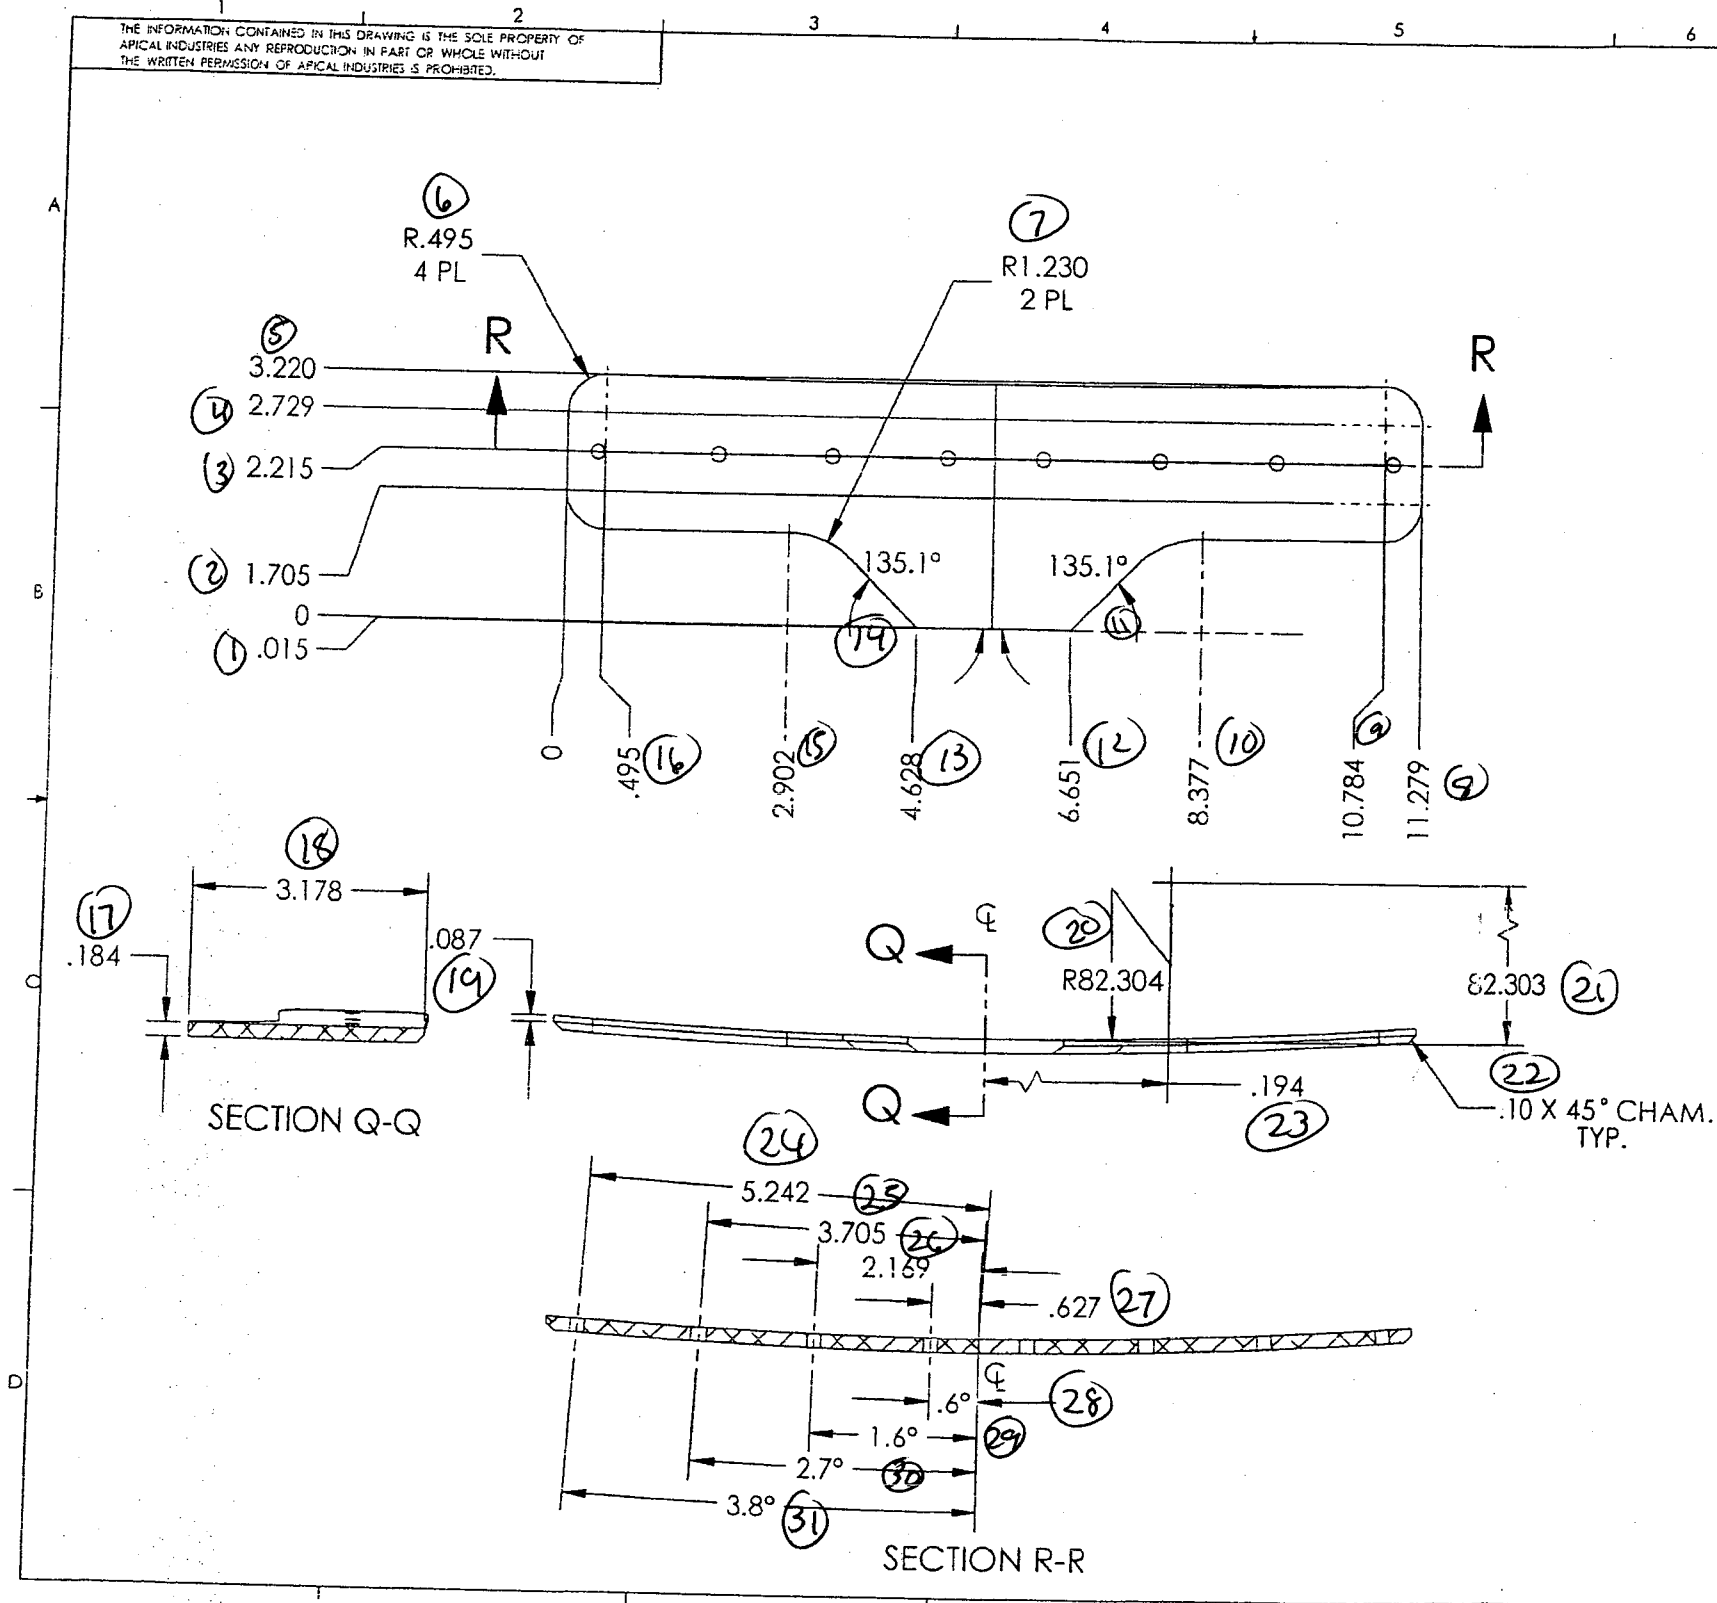 1 2 3 4 5 6
THE INFORMATION CONTAINED IN THIS DRAWING IS THE SOLE PROPERTY OF
APICAL INDUSTRIES ANY REPRODUCTION IN PART OR WHOLE WITHOUT
THE WRITTEN PERMISSION OF APICAL INDUSTRIES IS PROHIBITED.
A
6
R.495
4 PL
7
R1.230
2 PL
5
3.220
R
R
4 2.729
3 2.215
2 1.705
B
0
1 .015
135.1°
14
135.1°
11
0
.495 16
2.902 15
4.628 13
6.651 12
8.377 10
10.784 9
11.279 8
18
3.178
17
.184
.087
19
C
SECTION Q-Q
Q
℄
20
R82.304
82.303 21
Q
.194
23
22
.10 X 45° CHAM.
TYP.
24
5.242 25
3.705 26
2.169
.627 27
D
℄
.6° 28
1.6° 29
2.7° 30
3.8° 31
SECTION R-R